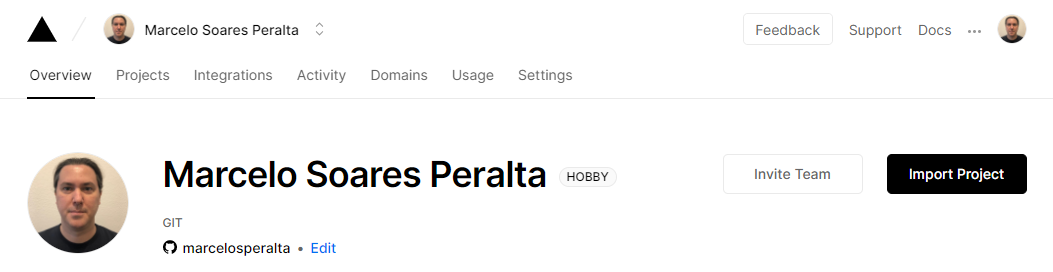 Marcelo Soares Peralta Feedback Support Docs
Overview Projects Integrations Activity Domains Usage Settings
Marcelo Soares Peralta HOBBY Invite Team Import Project
GIT
marcelosperalta • Edit